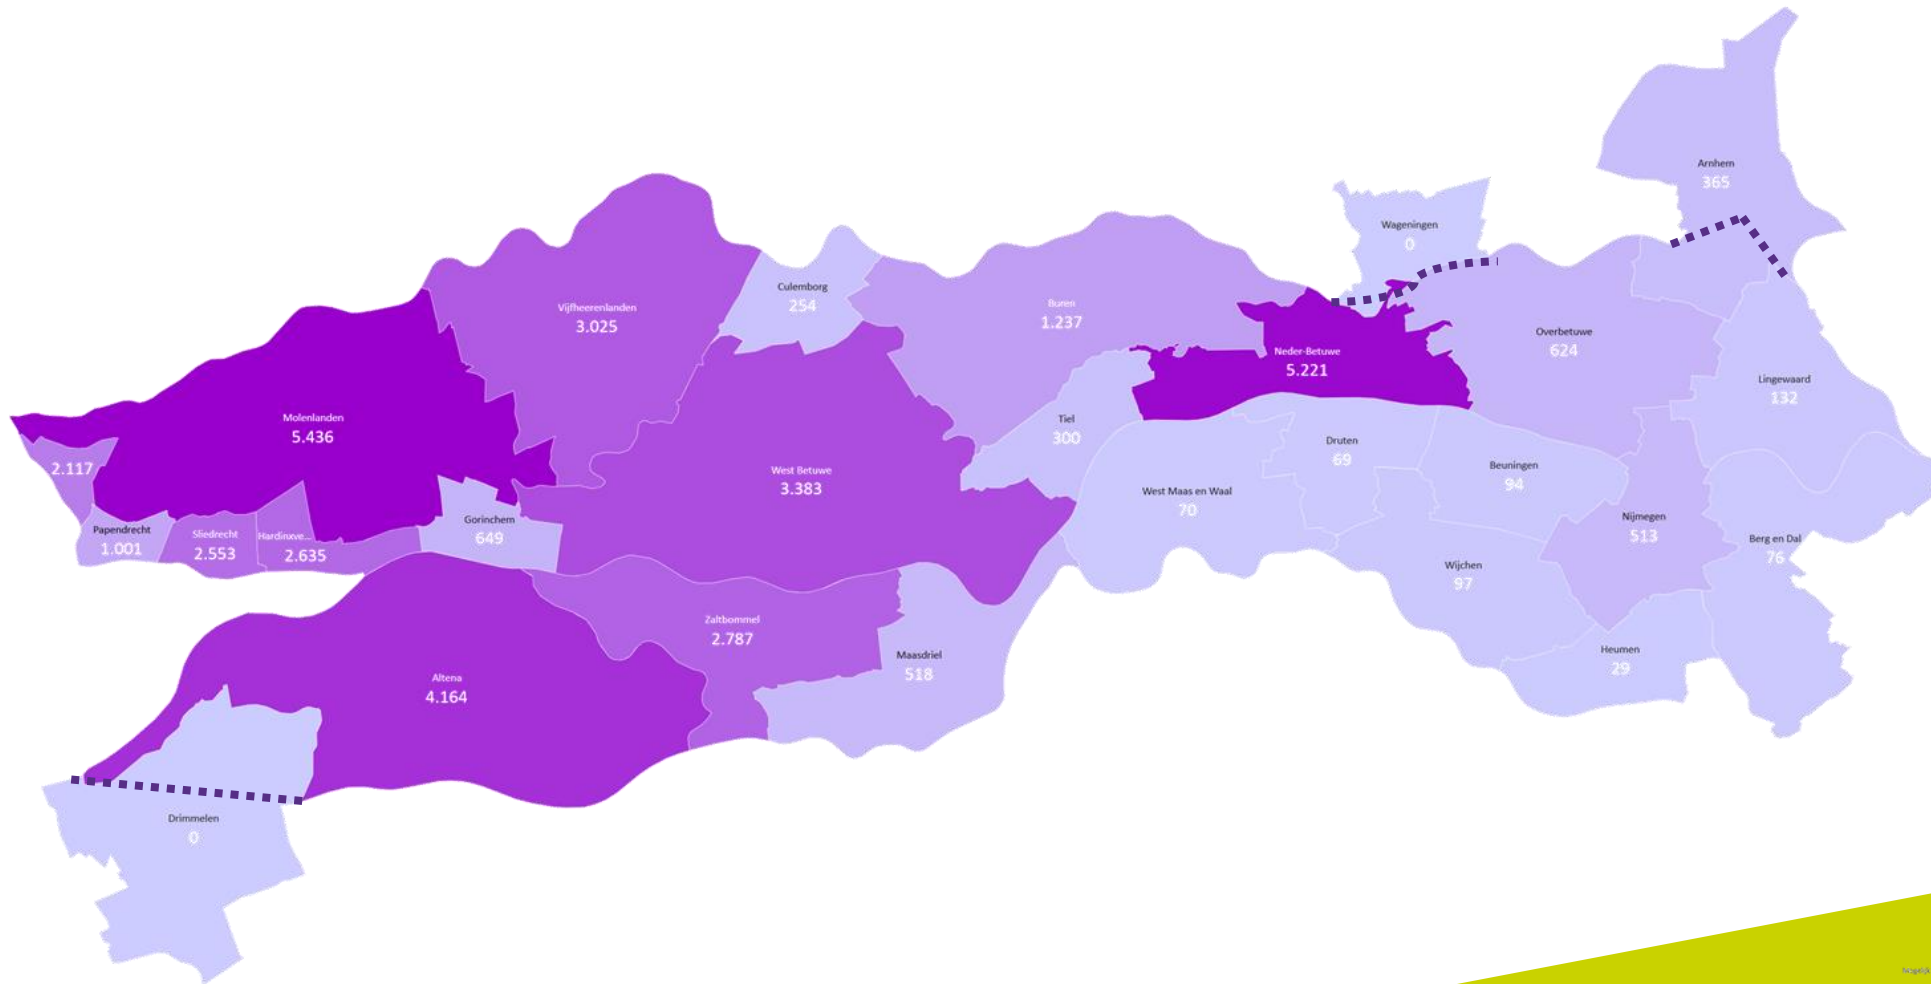 Arnhem
365
Wageningen
0
Culemborg
254
Vijfheerenlanden
3.025
Buren
1.237
Overbetuwe
624
Neder-Betuwe
5.221
Lingewaard
132
Molenlanden
5.436
Tiel
300
Druten
69
2.117
West Betuwe
3.383
Beuningen
94
West Maas en Waal
70
Gorinchem
649
Nijmegen
513
Papendrecht
1.001
Sliedrecht
2.553
Hardinxve...
2.635
Berg en Dal
76
Wijchen
97
Zaltbommel
2.787
Maasdriel
518
Heumen
29
Altena
4.164
Drimmelen
0